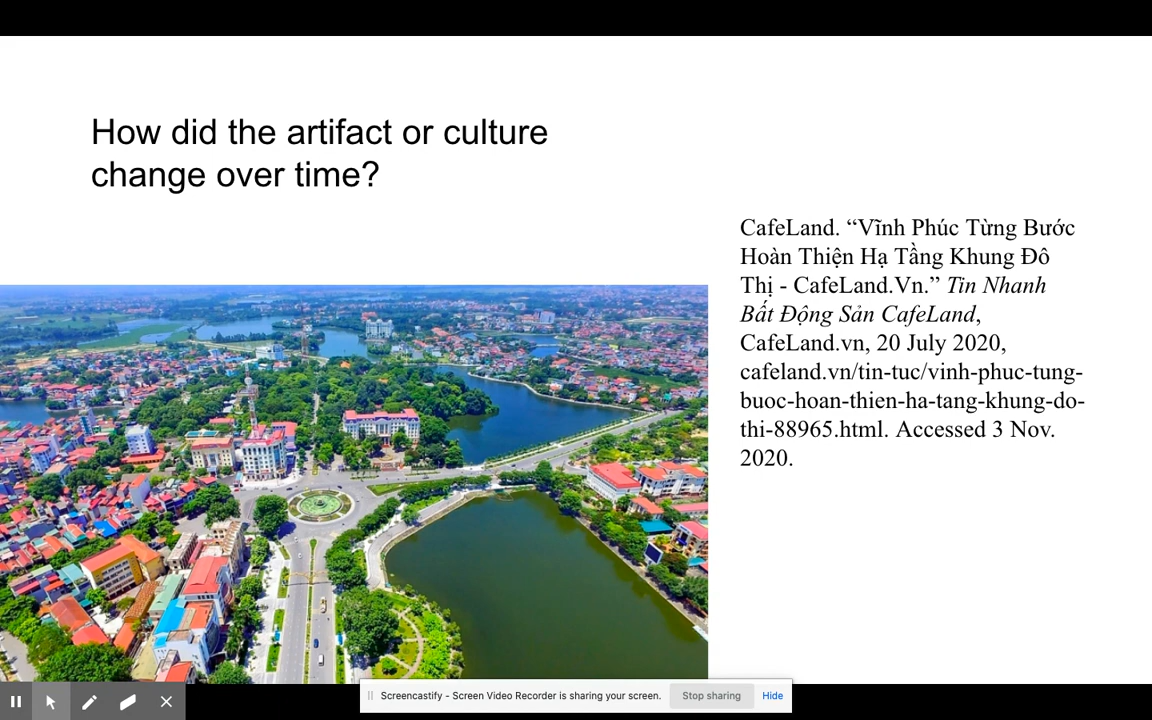 How did the artifact or culture
change over time?
CafeLand. “Vĩnh Phúc Từng Bước
Hoàn Thiện Hạ Tầng Khung Đô
Thị - CafeLand.Vn.” Tin Nhanh
Bất Động Sản CafeLand,
CafeLand.vn, 20 July 2020,
cafeland.vn/tin-tuc/vinh-phuc-tung-
buoc-hoan-thien-ha-tang-khung-do-
thi-88965.html. Accessed 3 Nov.
2020.
Screencastify - Screen Video Recorder is sharing your screen.
Stop sharing
Hide